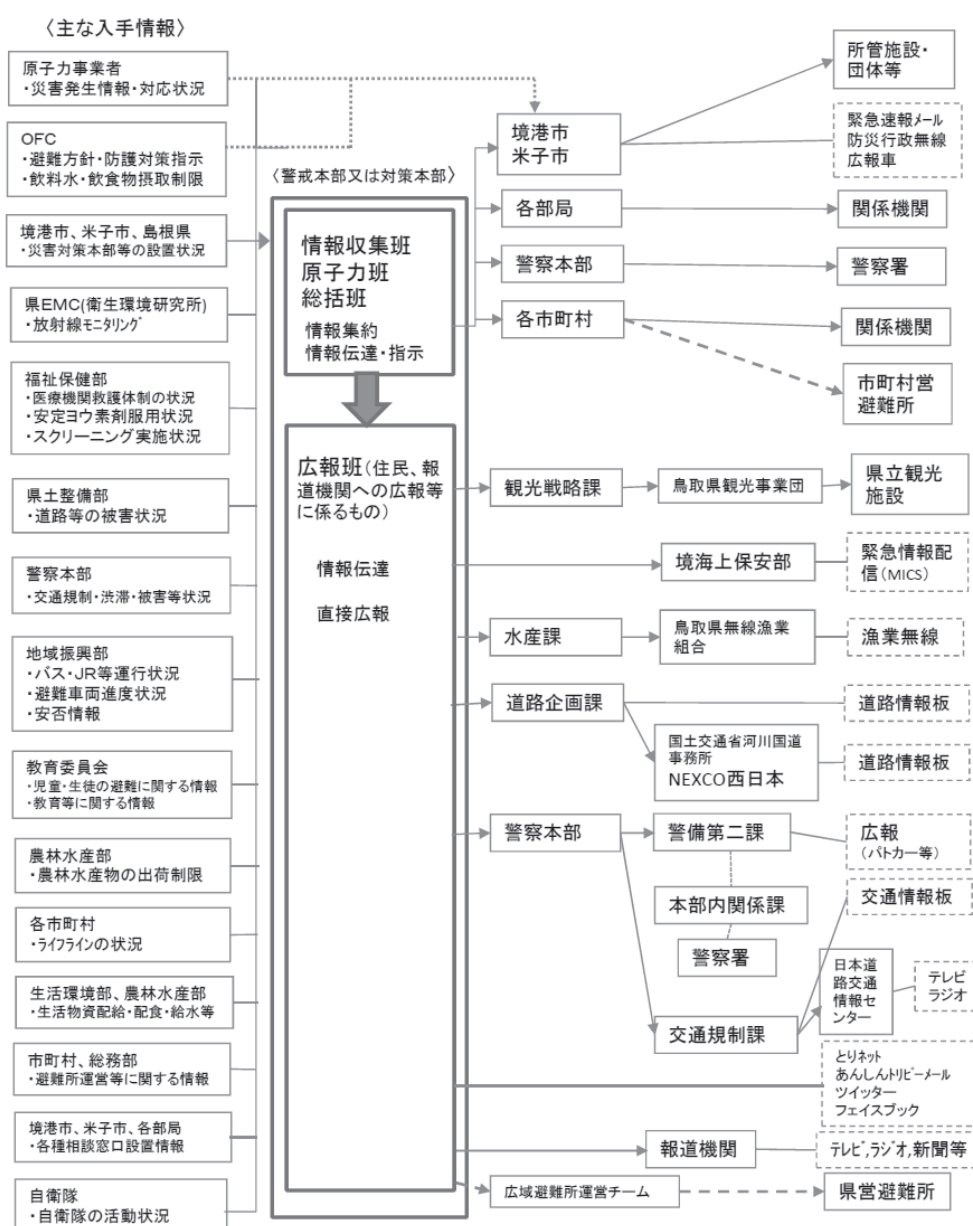 〈主な入手情報〉
原子力事業者
・災害発生情報・対応状況
OFC
・避難方針・防護対策指示
・飲料水・飲食物摂取制限
境港市、米子市、島根県
・災害対策本部等の設置状況
県EMC(衛生環境研究所)
・放射線モニタリング
福祉保健部
・医療機関救護体制の状況
・安定ヨウ素剤服用状況
・スクリーニング実施状況
県土整備部
・道路等の被害状況
警察本部
・交通規制・渋滞・被害等状況
地域振興部
・バス・JR等運行状況
・避難車両進度状況
・安否情報
教育委員会
・児童・生徒の避難に関する情報
・教育等に関する情報
農林水産部
・農林水産物の出荷制限
各市町村
・ライフラインの状況
生活環境部、農林水産部
・生活物資配給・配食・給水等
市町村、総務部
・避難所運営等に関する情報
境港市、米子市、各部局
・各種相談窓口設置情報
自衛隊
・自衛隊の活動状況
〈警戒本部又は対策本部〉
情報収集班
原子力班
総括班
情報集約
情報伝達・指示
広報班(住民、報
道機関への広報等
に係るもの)
情報伝達
直接広報
境港市
米子市
所管施設・
団体等
緊急速報メール
防災行政無線
広報車
各部局
関係機関
警察本部
警察署
各市町村
関係機関
市町村営
避難所
観光戦略課
鳥取県観光事業団
県立観光
施設
境海上保安部
緊急情報配
信(MICS)
水産課
鳥取県無線漁業
組合
漁業無線
道路企画課
道路情報板
国土交通省河川国道
事務所
NEXCO西日本
道路情報板
警察本部
警備第二課
広報
(パトカー等)
本部内関係課
警察署
交通情報板
交通規制課
日本道
路交通
情報セ
ンター
テレビ
ラジオ
とりネット
あんしんトリピーメール
ツイッター
フェイスブック
報道機関
テレビ,ラジオ,新聞等
広域避難所運営チーム
県営避難所